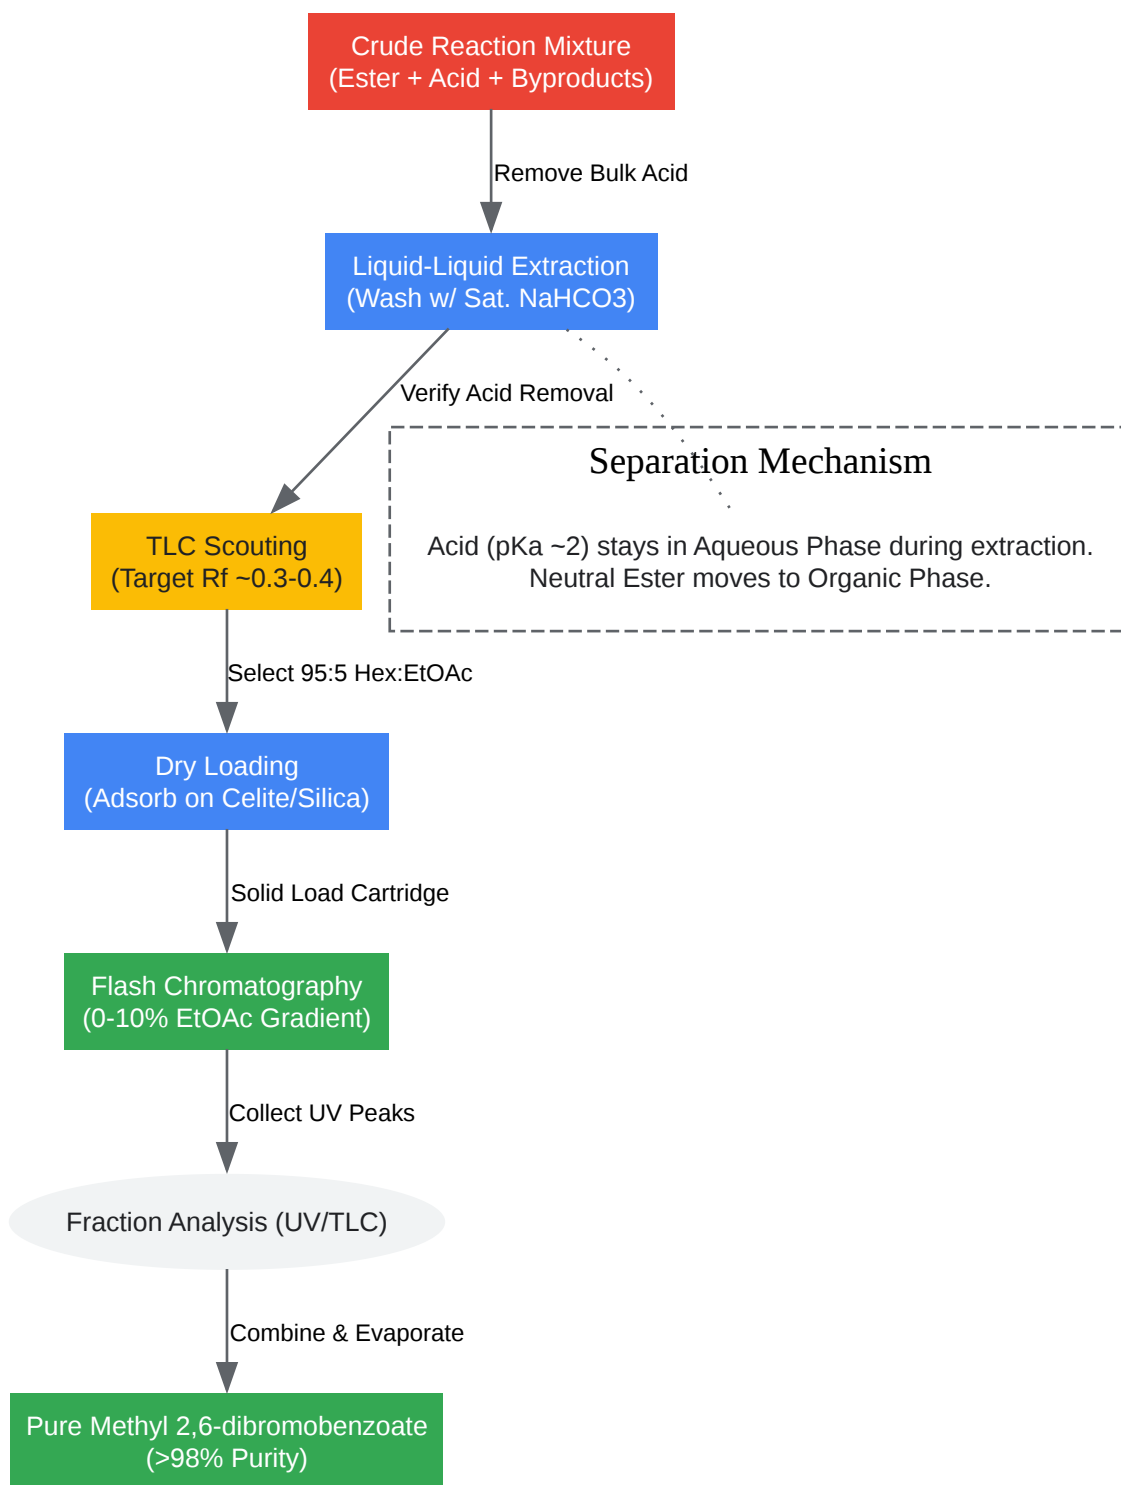 Crude Reaction Mixture
(Ester + Acid + Byproducts)
Remove Bulk Acid
Liquid-Liquid Extraction
(Wash w/ Sat. NaHCO3)
Verify Acid Removal
Separation Mechanism
Acid (pKa ~2) stays in Aqueous Phase during extraction.
Neutral Ester moves to Organic Phase.
TLC Scouting
(Target Rf ~0.3-0.4)
Select 95:5 Hex:EtOAc
Dry Loading
(Adsorb on Celite/Silica)
Solid Load Cartridge
Flash Chromatography
(0-10% EtOAc Gradient)
Collect UV Peaks
Fraction Analysis (UV/TLC)
Combine & Evaporate
Pure Methyl 2,6-dibromobenzoate
(>98% Purity)